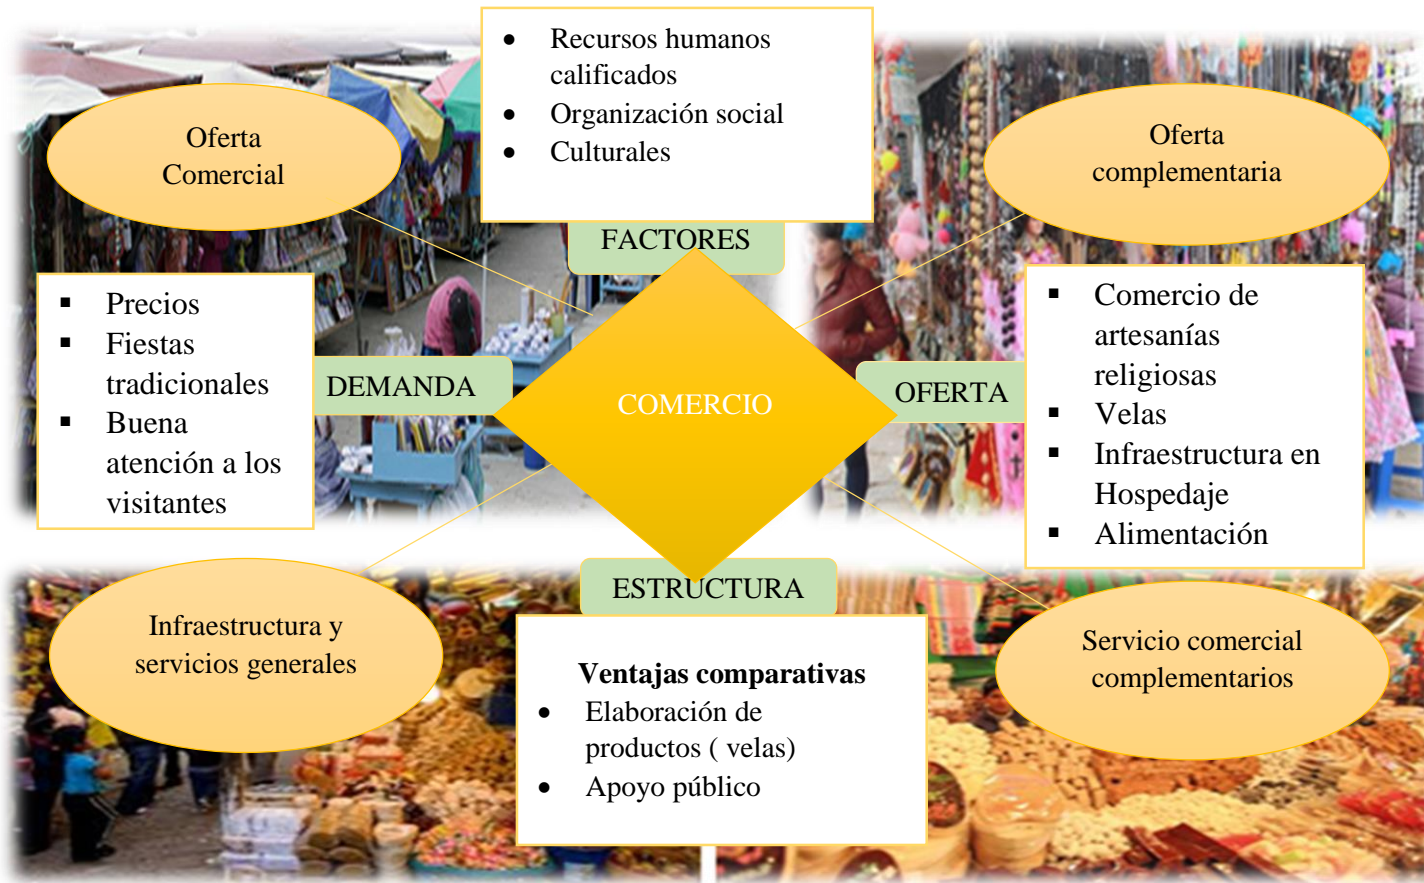 • Recursos humanos
calificados
• Organización social
• Culturales
Oferta
Comercial
Oferta
complementaria
FACTORES
▪ Precios
▪ Fiestas
tradicionales
▪ Buena
atención a los
visitantes
DEMANDA
COMERCIO
OFERTA
▪ Comercio de
artesanías
religiosas
▪ Velas
▪ Infraestructura en
Hospedaje
▪ Alimentación
ESTRUCTURA
Infraestructura y
servicios generales
Ventajas comparativas
• Elaboración de
productos ( velas)
• Apoyo público
Servicio comercial
complementarios